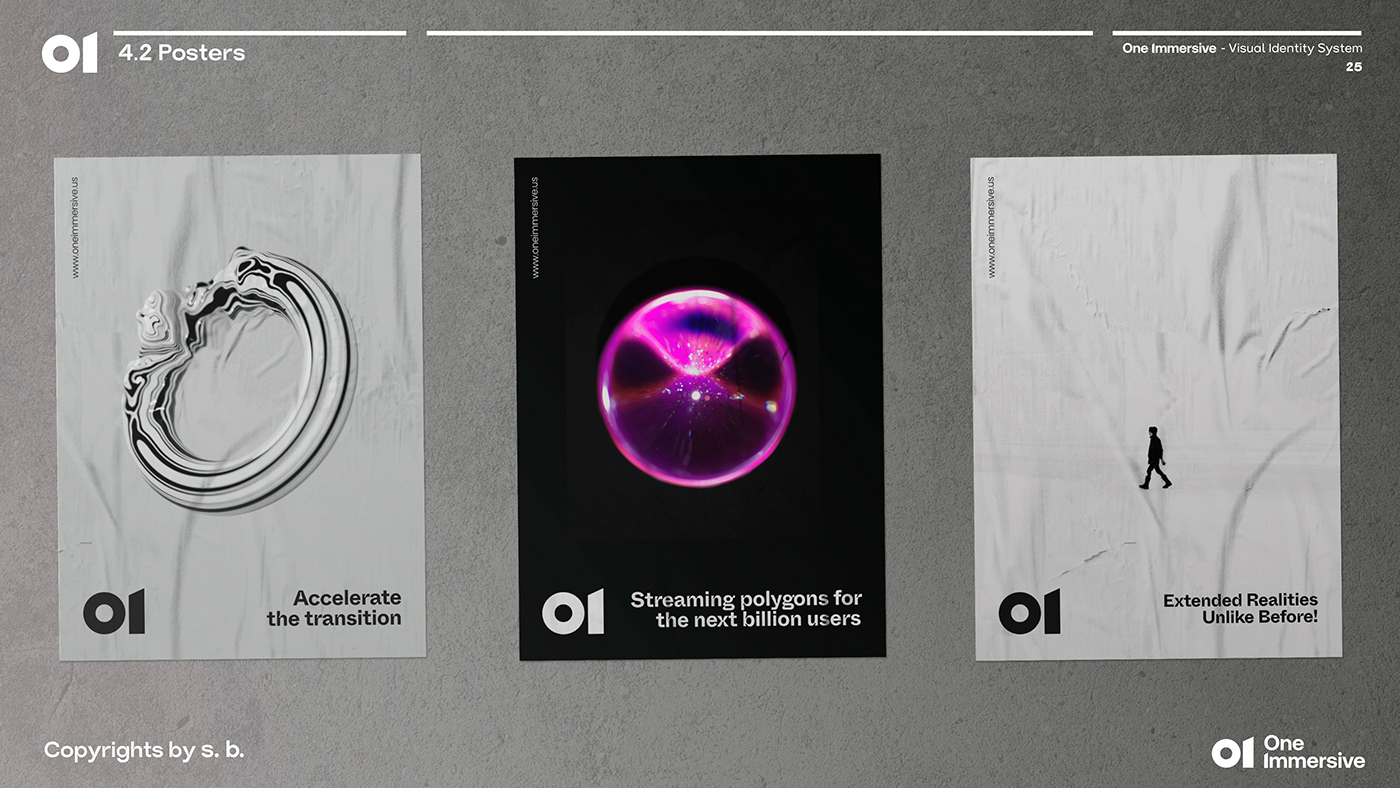 01
4.2 Posters
One Immersive - Visual Identity System
25
www.oneimmersive.us
01
Accelerate
the transition
www.oneimmersive.us
01
Streaming polygons for
the next billion users
www.oneimmersive.us
01
Extended Realities
Unlike Before!
Copyrights by s. b.
01
One
Immersive